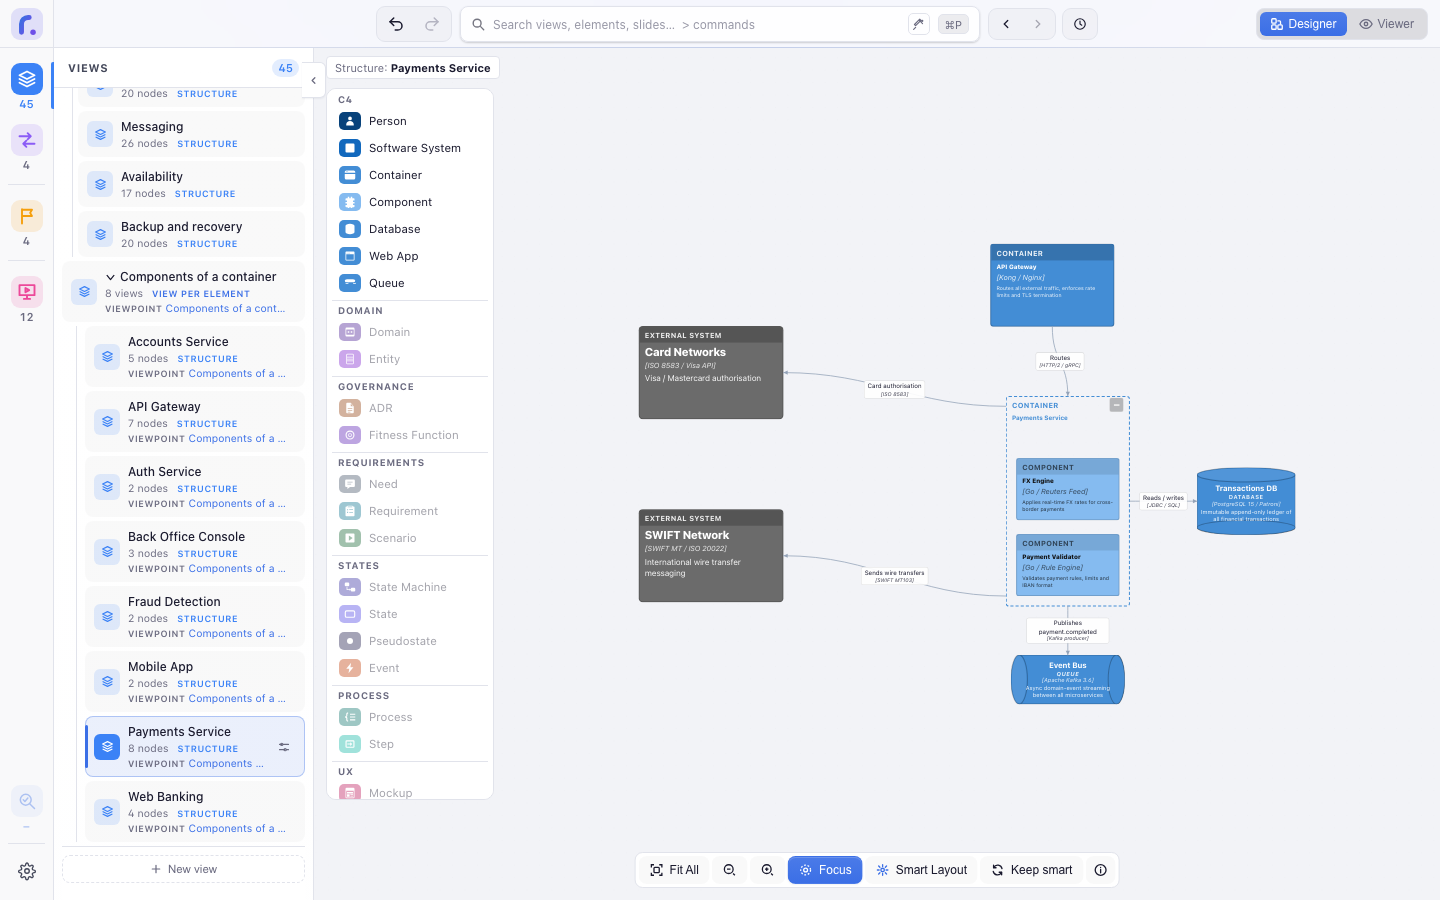 Search views, elements, slides... > commands
⌘P
Designer
Viewer
45
4
4
12
VIEWS
45
20 nodes STRUCTURE
Messaging
26 nodes STRUCTURE
Availability
17 nodes STRUCTURE
Backup and recovery
20 nodes STRUCTURE
Components of a container
8 views VIEW PER ELEMENT
VIEWPOINT Components of a cont...
Accounts Service
5 nodes STRUCTURE
VIEWPOINT Components of a ...
API Gateway
7 nodes STRUCTURE
VIEWPOINT Components of a ...
Auth Service
2 nodes STRUCTURE
VIEWPOINT Components of a ...
Back Office Console
3 nodes STRUCTURE
VIEWPOINT Components of a ...
Fraud Detection
2 nodes STRUCTURE
VIEWPOINT Components of a ...
Mobile App
2 nodes STRUCTURE
VIEWPOINT Components of a ...
Payments Service
8 nodes STRUCTURE
VIEWPOINT Components ...
Web Banking
4 nodes STRUCTURE
VIEWPOINT Components of a ...
New view
Structure: Payments Service
C4
Person
Software System
Container
Component
Database
Web App
Queue
DOMAIN
Domain
Entity
GOVERNANCE
ADR
Fitness Function
REQUIREMENTS
Need
Requirement
Scenario
STATES
State Machine
State
Pseudostate
Event
PROCESS
Process
Step
UX
Mockup
CONTAINER
API Gateway
[Kong / Nginx]
Routes all external traffic, enforces rate
limits and TLS termination
EXTERNAL SYSTEM
Card Networks
[ISO 8583 / Visa API]
Visa / Mastercard authorisation
Routes
[HTTP/2 / gRPC]
Card authorisation
[ISO 8583]
CONTAINER
Payments Service
COMPONENT
FX Engine
[Go / Reuters Feed]
Applies real-time FX rates for cross-
border payments
COMPONENT
Payment Validator
[Go / Rule Engine]
Validates payment rules, limits and
IBAN format
Reads / writes
[JDBC / SQL]
Transactions DB
DATABASE
[PostgreSQL 15 / Patroni]
Immutable append-only ledger of
all financial transactions
EXTERNAL SYSTEM
SWIFT Network
[SWIFT MT / ISO 20022]
International wire transfer
messaging
Sends wire transfers
[SWIFT MT103]
Publishes
payment.completed
[Kafka producer]
Event Bus
QUEUE
[Apache Kafka 3.6]
Async domain-event streaming
between all microservices
Fit All
Focus
Smart Layout
Keep smart